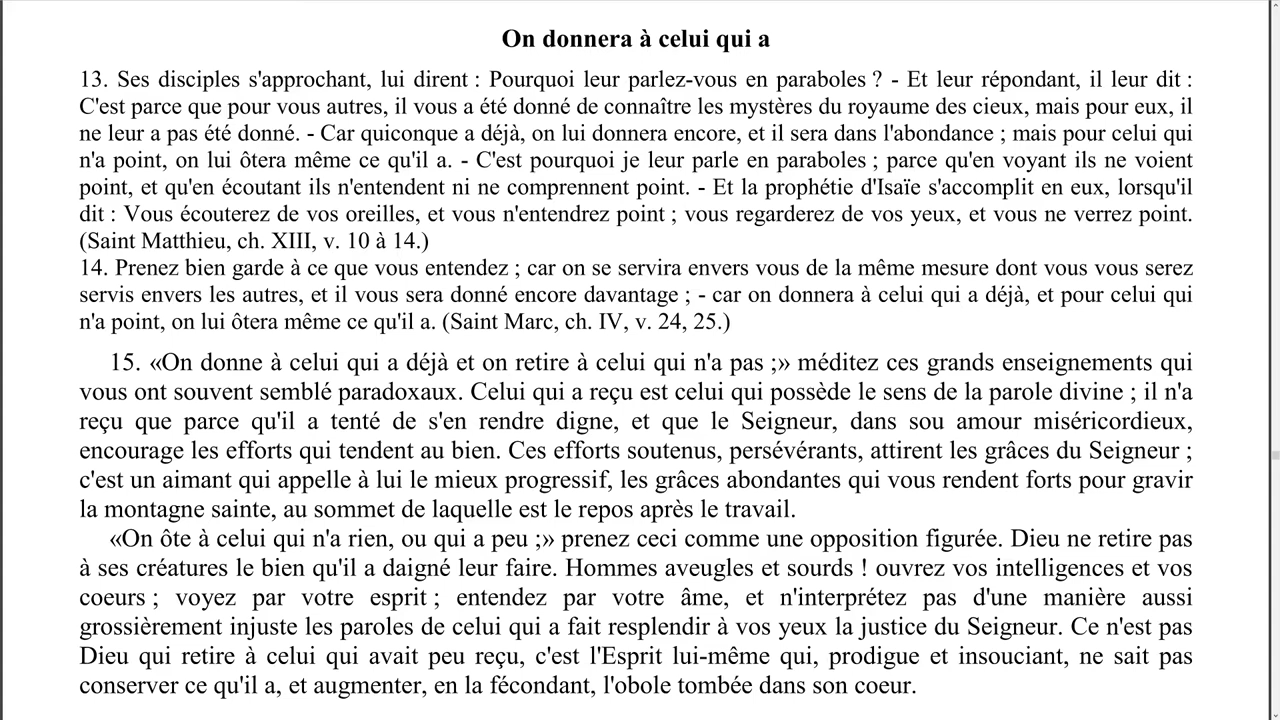 On donnera à celui qui a
13. Ses disciples s'approchant, lui dirent : Pourquoi leur parlez-vous en paraboles ? - Et leur répondant, il leur dit :
C'est parce que pour vous autres, il vous a été donné de connaître les mystères du royaume des cieux, mais pour eux, il
ne leur a pas été donné. - Car quiconque a déjà, on lui donnera encore, et il sera dans l'abondance ; mais pour celui qui
n'a point, on lui ôtera même ce qu'il a. - C'est pourquoi je leur parle en paraboles ; parce qu'en voyant ils ne voient
point, et qu'en écoutant ils n'entendent ni ne comprennent point. - Et la prophétie d'Isaïe s'accomplit en eux, lorsqu'il
dit : Vous écouterez de vos oreilles, et vous n'entendrez point ; vous regarderez de vos yeux, et vous ne verrez point.
(Saint Matthieu, ch. XIII, v. 10 à 14.)
14. Prenez bien garde à ce que vous entendez ; car on se servira envers vous de la même mesure dont vous vous serez
servis envers les autres, et il vous sera donné encore davantage ; - car on donnera à celui qui a déjà, et pour celui qui
n'a point, on lui ôtera même ce qu'il a. (Saint Marc, ch. IV, v. 24, 25.)
15. «On donne à celui qui a déjà et on retire à celui qui n'a pas ;» méditez ces grands enseignements qui
vous ont souvent semblé paradoxaux. Celui qui a reçu est celui qui possède le sens de la parole divine ; il n'a
reçu que parce qu'il a tenté de s'en rendre digne, et que le Seigneur, dans sou amour miséricordieux,
encourage les efforts qui tendent au bien. Ces efforts soutenus, persévérants, attirent les grâces du Seigneur ;
c'est un aimant qui appelle à lui le mieux progressif, les grâces abondantes qui vous rendent forts pour gravir
la montagne sainte, au sommet de laquelle est le repos après le travail.
«On ôte à celui qui n'a rien, ou qui a peu ;» prenez ceci comme une opposition figurée. Dieu ne retire pas
à ses créatures le bien qu'il a daigné leur faire. Hommes aveugles et sourds ! ouvrez vos intelligences et vos
coeurs ; voyez par votre esprit ; entendez par votre âme, et n'interprétez pas d'une manière aussi
grossièrement injuste les paroles de celui qui a fait resplendir à vos yeux la justice du Seigneur. Ce n'est pas
Dieu qui retire à celui qui avait peu reçu, c'est l'Esprit lui-même qui, prodigue et insouciant, ne sait pas
conserver ce qu'il a, et augmenter, en la fécondant, l'obole tombée dans son coeur.